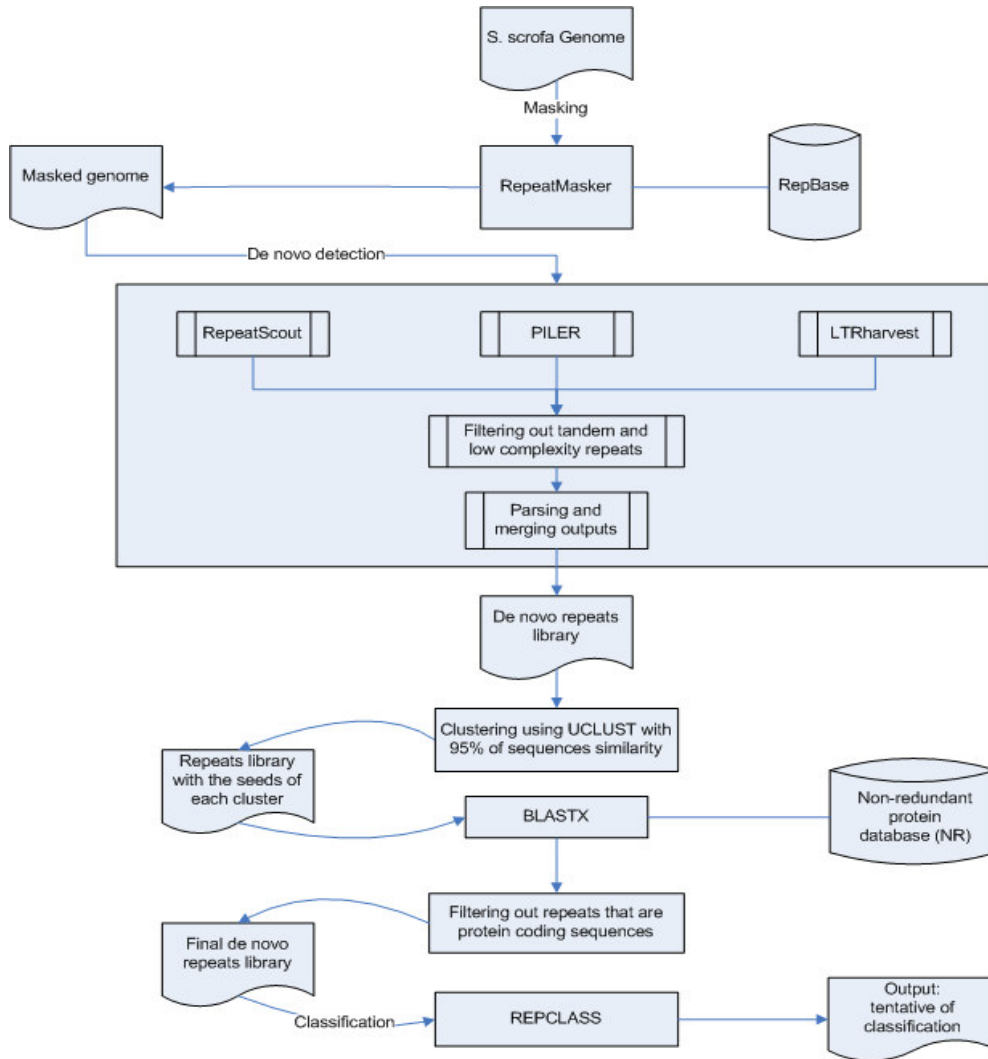 S. scrofa Genome
Masking
Masked genome
RepeatMasker
RepBase
De novo detection
RepeatScout
PILER
LTRharvest
Filtering out tandem and
low complexity repeats
Parsing and
merging outputs
De novo repeats
library
Clustering using UCLUST with
95% of sequences similarity
Repeats library
with the seeds of
each cluster
BLASTX
Non-redundant
protein
database (NR)
Filtering out repeats that are
protein coding sequences
Final de novo
repeats library
Classification
REPCLASS
Output:
tentative of
classification